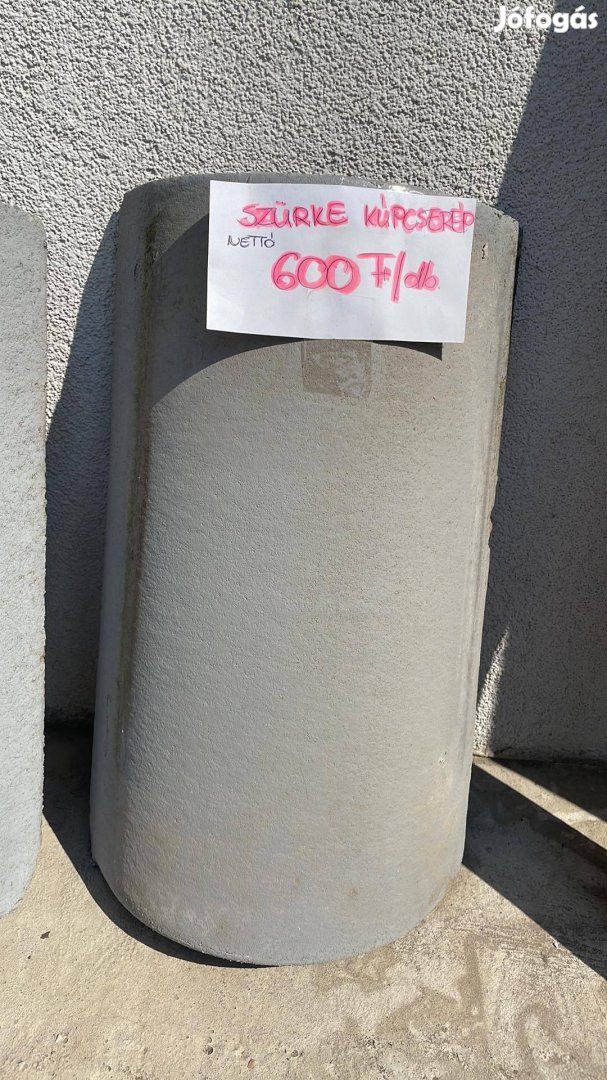 Jófogás
SZÜRKE KÚPCSERÉP
NETTÓ
600 Ft/db.